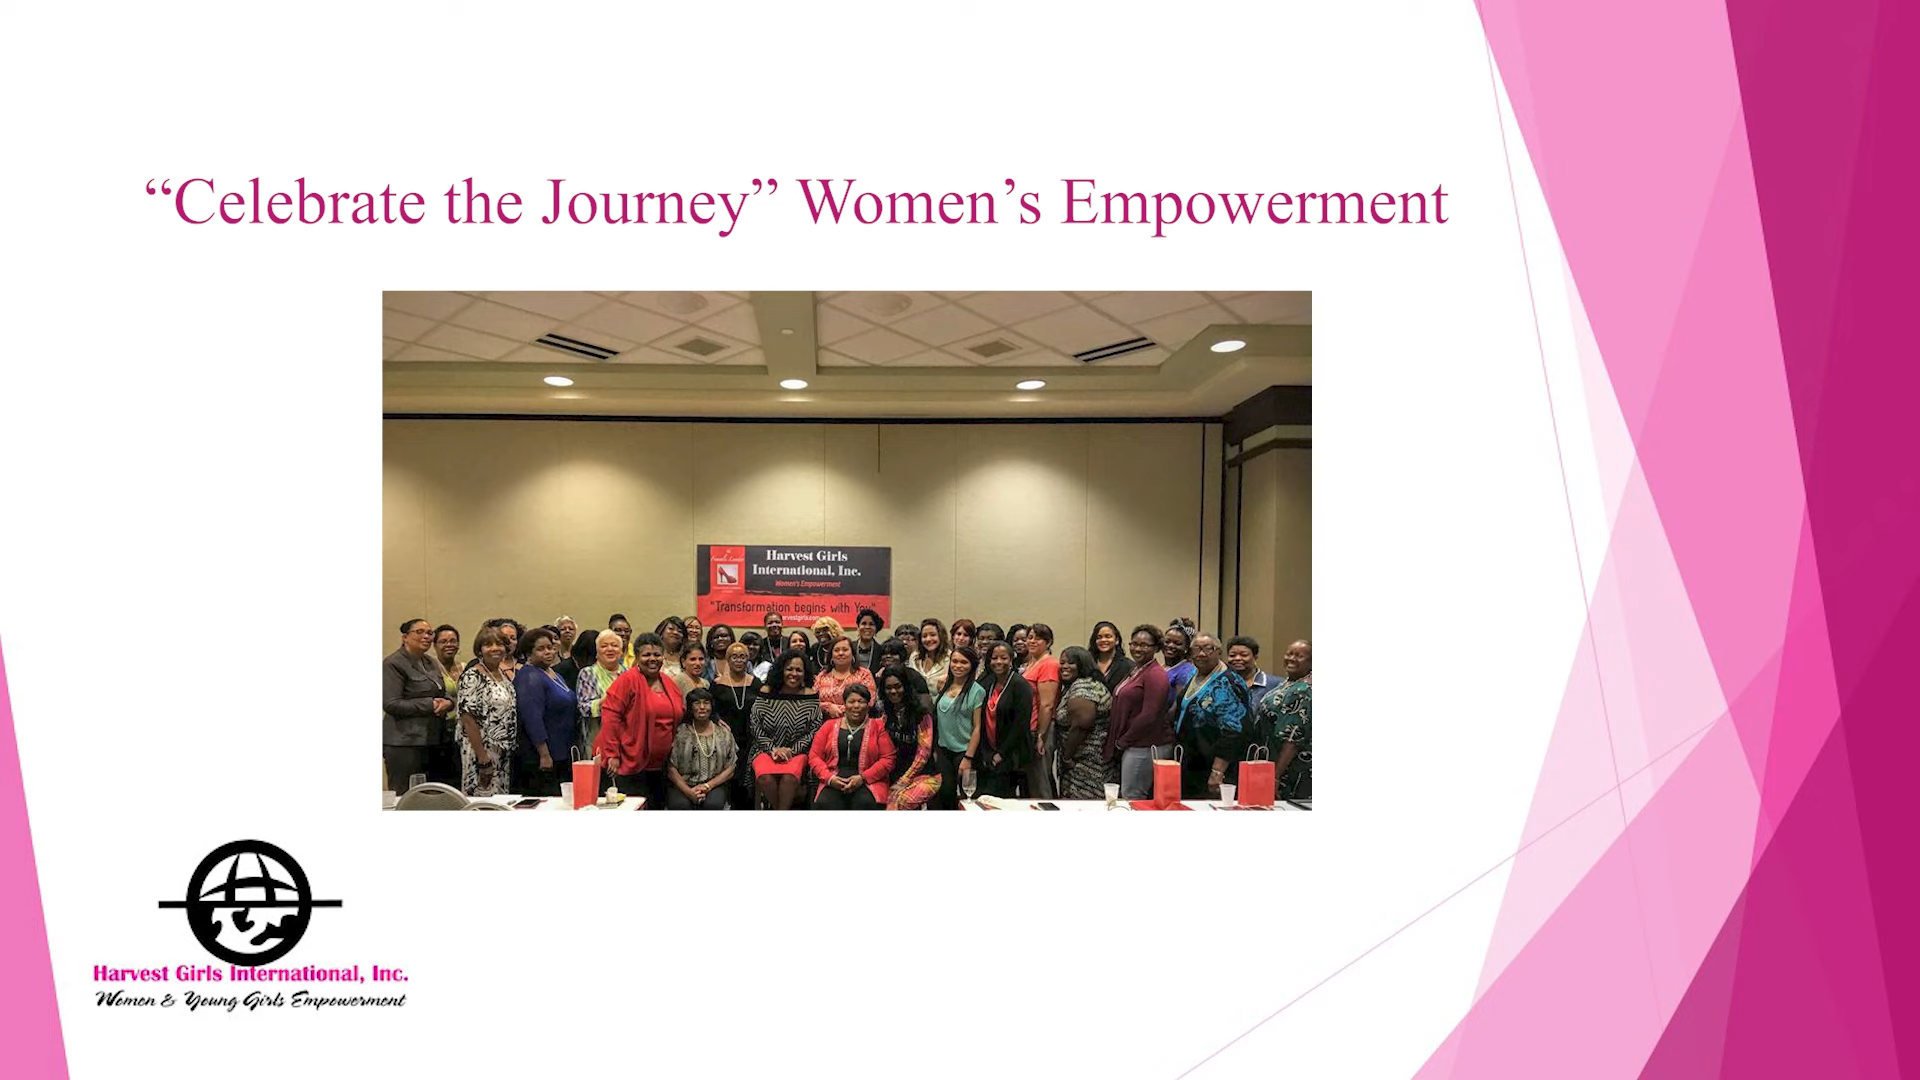 “Celebrate the Journey” Women’s Empowerment
Harvest Girls
International, Inc.
Women's Empowerment
"Transformation begins with You"
Harvest Girls International, Inc.
Women & Young Girls Empowerment